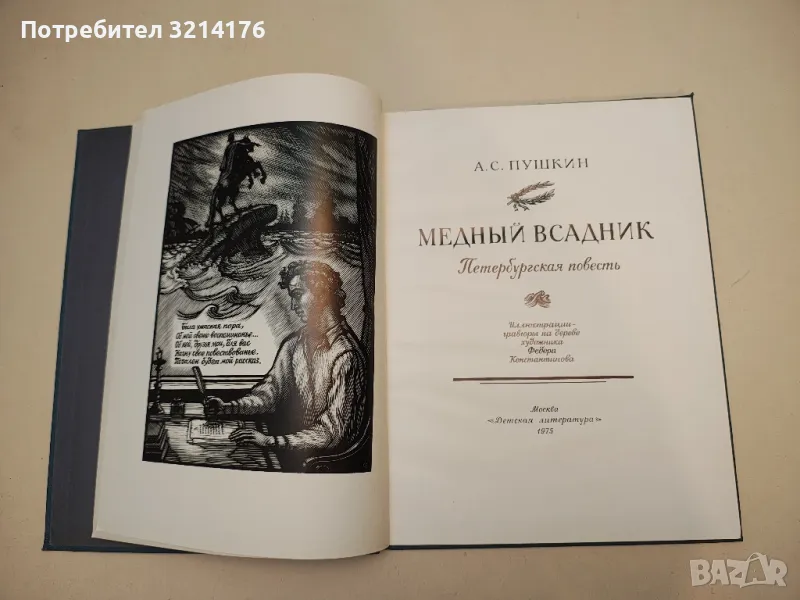 Потребител 3214176
Была ужасная пора,
Об ней свежо воспоминанье...
Об ней, друзья мои, для вас
Начну свое повествованье.
Печален будет мой рассказ.
А.С. ПУШКИН
МЕДНЫЙ ВСАДНИК
Петербургская повесть
Иллюстрации-
гравюры на дереве
художника
Федора
Константинова
Москва
«Детская литература»
1975
BAZAR